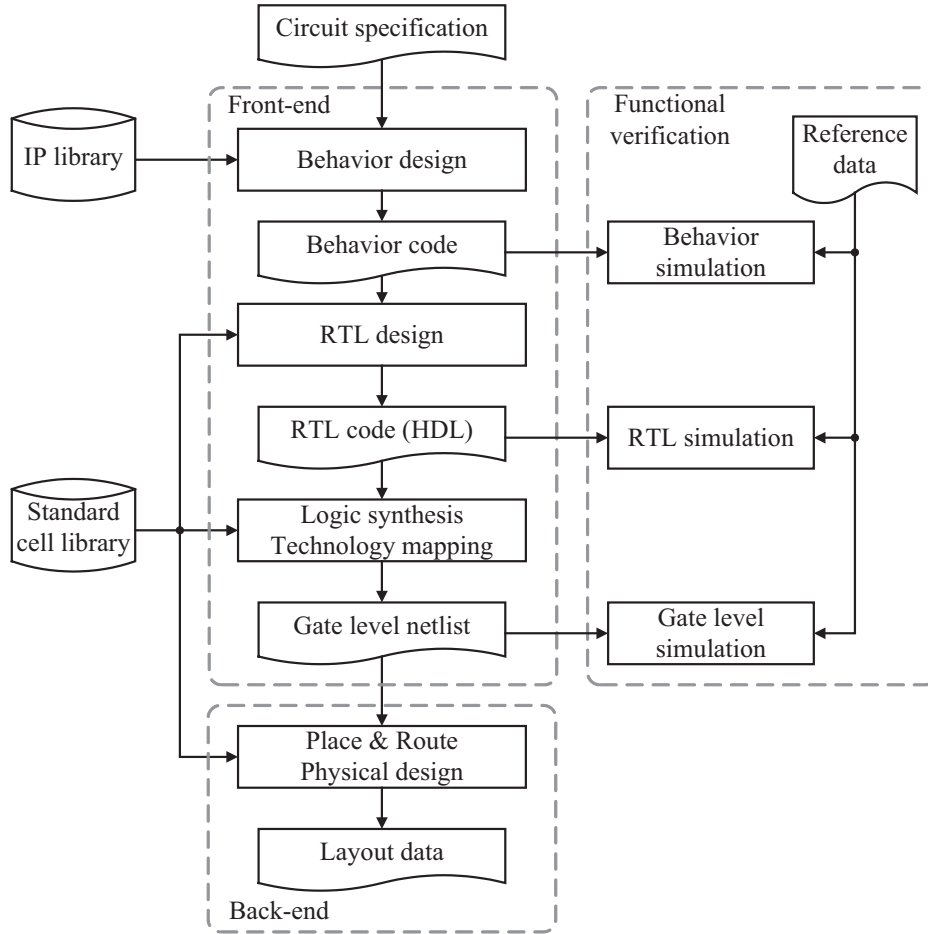 Circuit specification
Front-end
Functional
verification
IP library
Behavior design
Reference
data
Behavior code
Behavior
simulation
RTL design
RTL code (HDL)
RTL simulation
Standard
cell library
Logic synthesis
Technology mapping
Gate level netlist
Gate level
simulation
Place & Route
Physical design
Layout data
Back-end